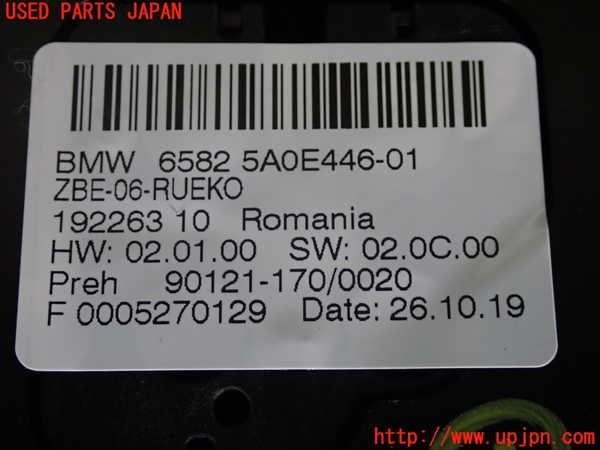 USED PARTS JAPAN
BMW 6582 5A0E446-01
ZBE-06-RUEKO
192263 10 Romania
HW: 02.01.00 SW: 02.0C.00
Preh 90121-170/0020
F 0005270129 Date: 26.10.19
http://www.upjpn.com/